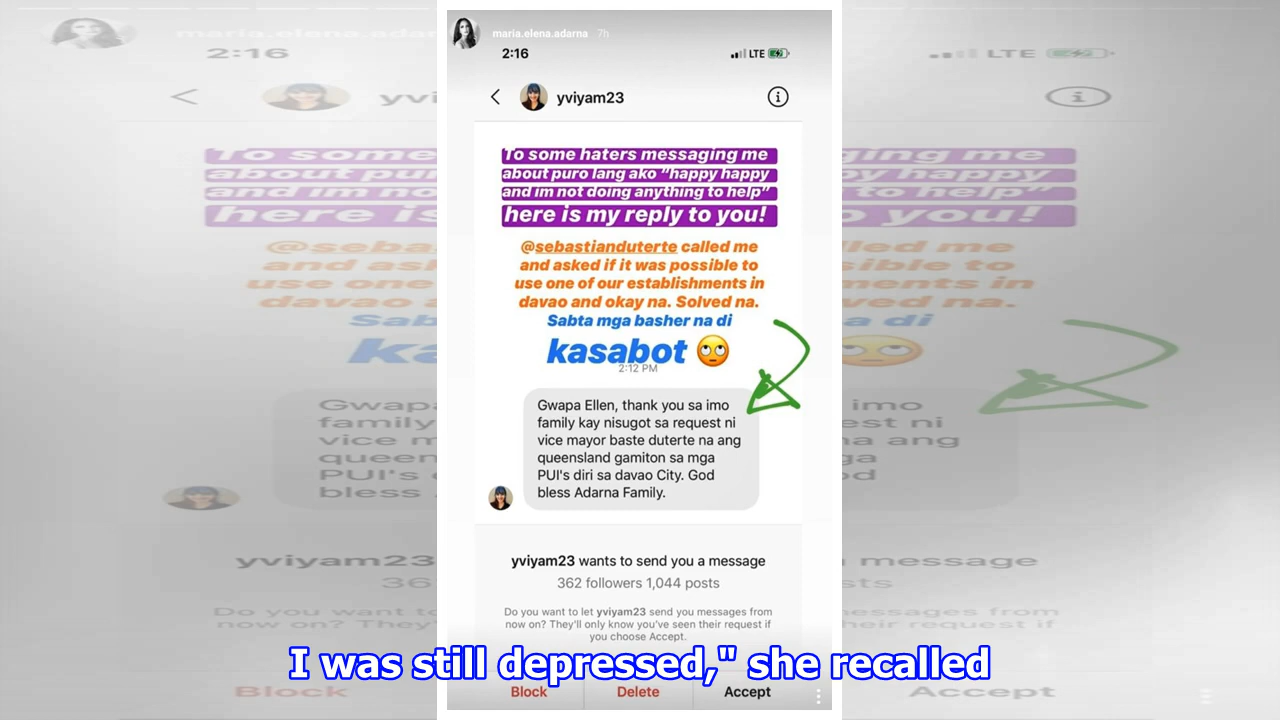 maria.elena.adarna 7h
2:16 LTE
yviyam23
To some haters messaging me
about puro lang ako “happy happy
and im not doing anything to help”
here is my reply to you!
@sebastianduterte called me
and asked if it was possible to
use one of our establishments in
davao and okay na. Solved na.
Sabta mga basher na di
kasabot
2:12 PM
Gwapa Ellen, thank you sa imo
family kay nisugot sa request ni
vice mayor baste duterte na ang
queensland gamiton sa mga
PUI's diri sa davao City. God
bless Adarna Family.
yviyam23 wants to send you a message
362 followers 1,044 posts
Do you want to let yviyam23 send you messages from
now on? They'll only know you've seen their request if
you choose Accept.
I was still depressed," she recalled
Block Delete Accept